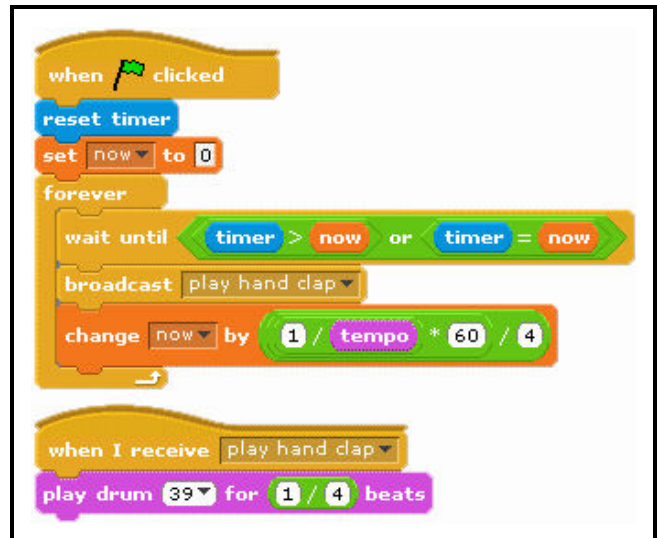 when clicked
reset timer
set now to 0
forever
wait until timer > now or timer = now
broadcast play hand clap
change now by 1 / tempo * 60 / 4
when I receive play hand clap
play drum 39 for 1 / 4 beats